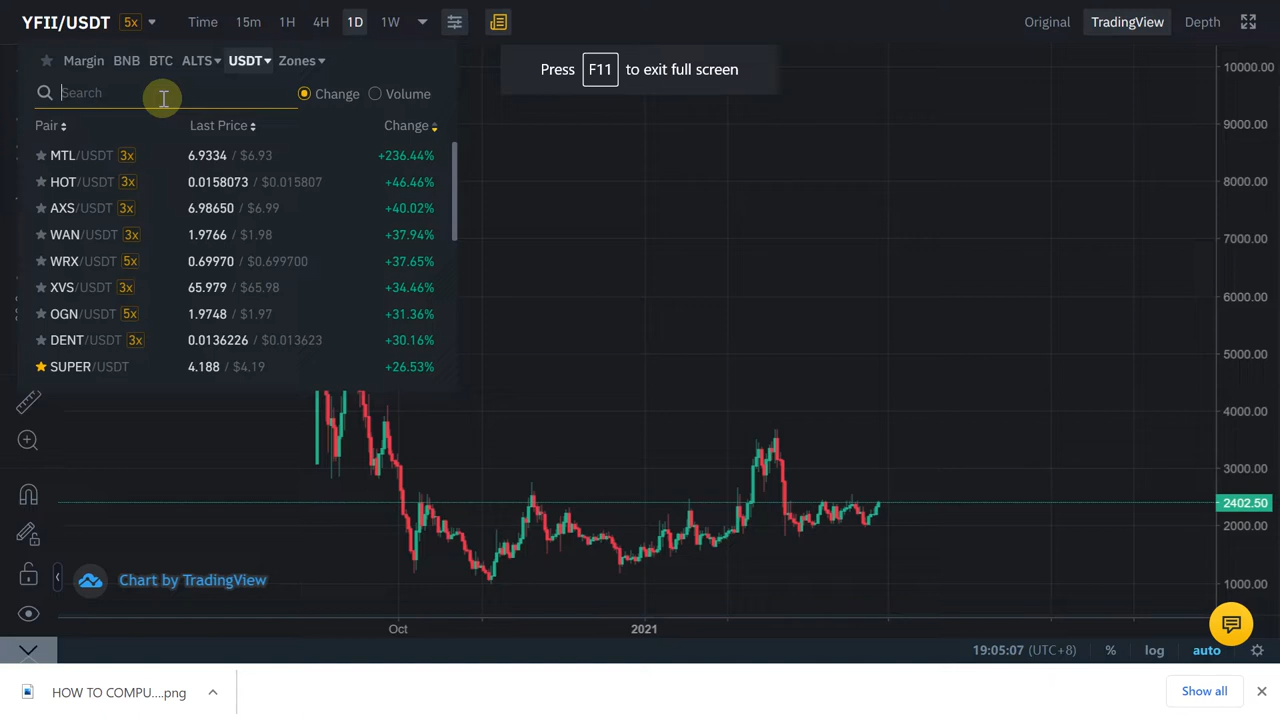 YFII/USDT 5x Time 15m 1H 4H 1D 1W Original TradingView Depth
Margin BNB BTC ALTS USDT Zones
Press F11 to exit full screen
Search Change Volume
Pair Last Price Change
MTL/USDT 3x 6.9334 / $6.93 +236.44%
HOT/USDT 3x 0.0158073 / $0.015807 +46.46%
AXS/USDT 3x 6.98650 / $6.99 +40.02%
WAN/USDT 3x 1.9766 / $1.98 +37.94%
WRX/USDT 5x 0.69970 / $0.699700 +37.65%
XVS/USDT 3x 65.979 / $65.98 +34.46%
OGN/USDT 5x 1.9748 / $1.97 +31.36%
DENT/USDT 3x 0.0136226 / $0.013623 +30.16%
SUPER/USDT 4.188 / $4.19 +26.53%
10000.00
9000.00
8000.00
7000.00
6000.00
5000.00
4000.00
3000.00
2402.50
2000.00
1000.00
Chart by TradingView
Oct 2021
19:05:07 (UTC+8) % log auto
HOW TO COMPU....png Show all